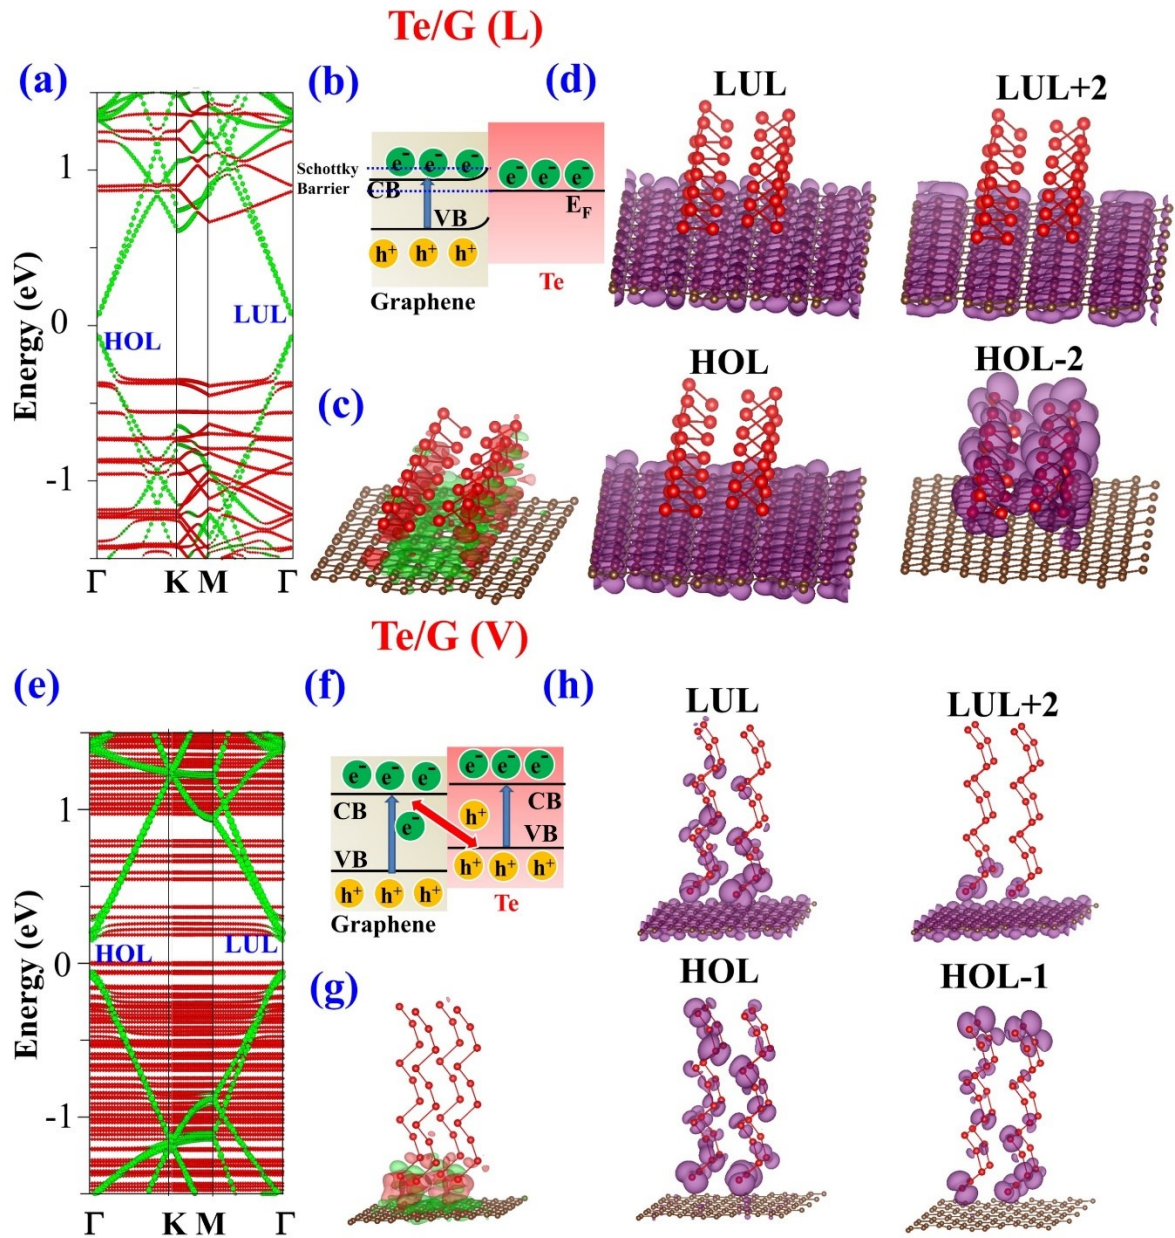 Te/G (L)
(a)
1
0
-1
Energy (eV)
HOL
LUL
Γ K M Γ
(b)
Schottky
Barrier
CB
VB
e- e- e-
e- e- e-
EF
h+ h+ h+
Te
Graphene
(c)
(d)
LUL
LUL+2
HOL
HOL-2
Te/G (V)
(e)
1
0
-1
Energy (eV)
HOL
LUL
Γ K M Γ
(f)
e- e- e-
e- e- e-
CB
CB
e-
h+
VB
VB
h+ h+ h+
h+ h+ h+
Te
Graphene
(g)
(h)
LUL
LUL+2
HOL
HOL-1